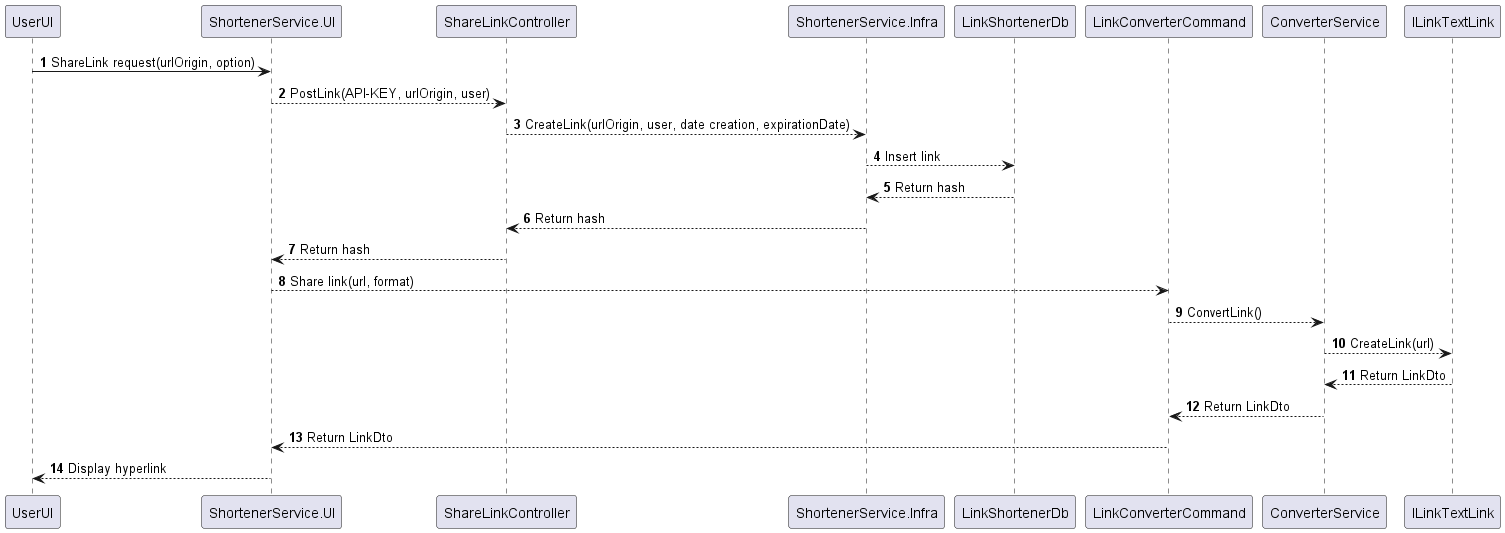 UserUI ShortenerService.UI ShareLinkController ShortenerService.Infra LinkShortenerDb LinkConverterCommand ConverterService ILinkTextLink
1 ShareLink request(urlOrigin, option)
2 PostLink(API-KEY, urlOrigin, user)
3 CreateLink(urlOrigin, user, date creation, expirationDate)
4 Insert link
5 Return hash
6 Return hash
7 Return hash
8 Share link(url, format)
9 ConvertLink()
10 CreateLink(url)
11 Return LinkDto
12 Return LinkDto
13 Return LinkDto
14 Display hyperlink
UserUI ShortenerService.UI ShareLinkController ShortenerService.Infra LinkShortenerDb LinkConverterCommand ConverterService ILinkTextLink